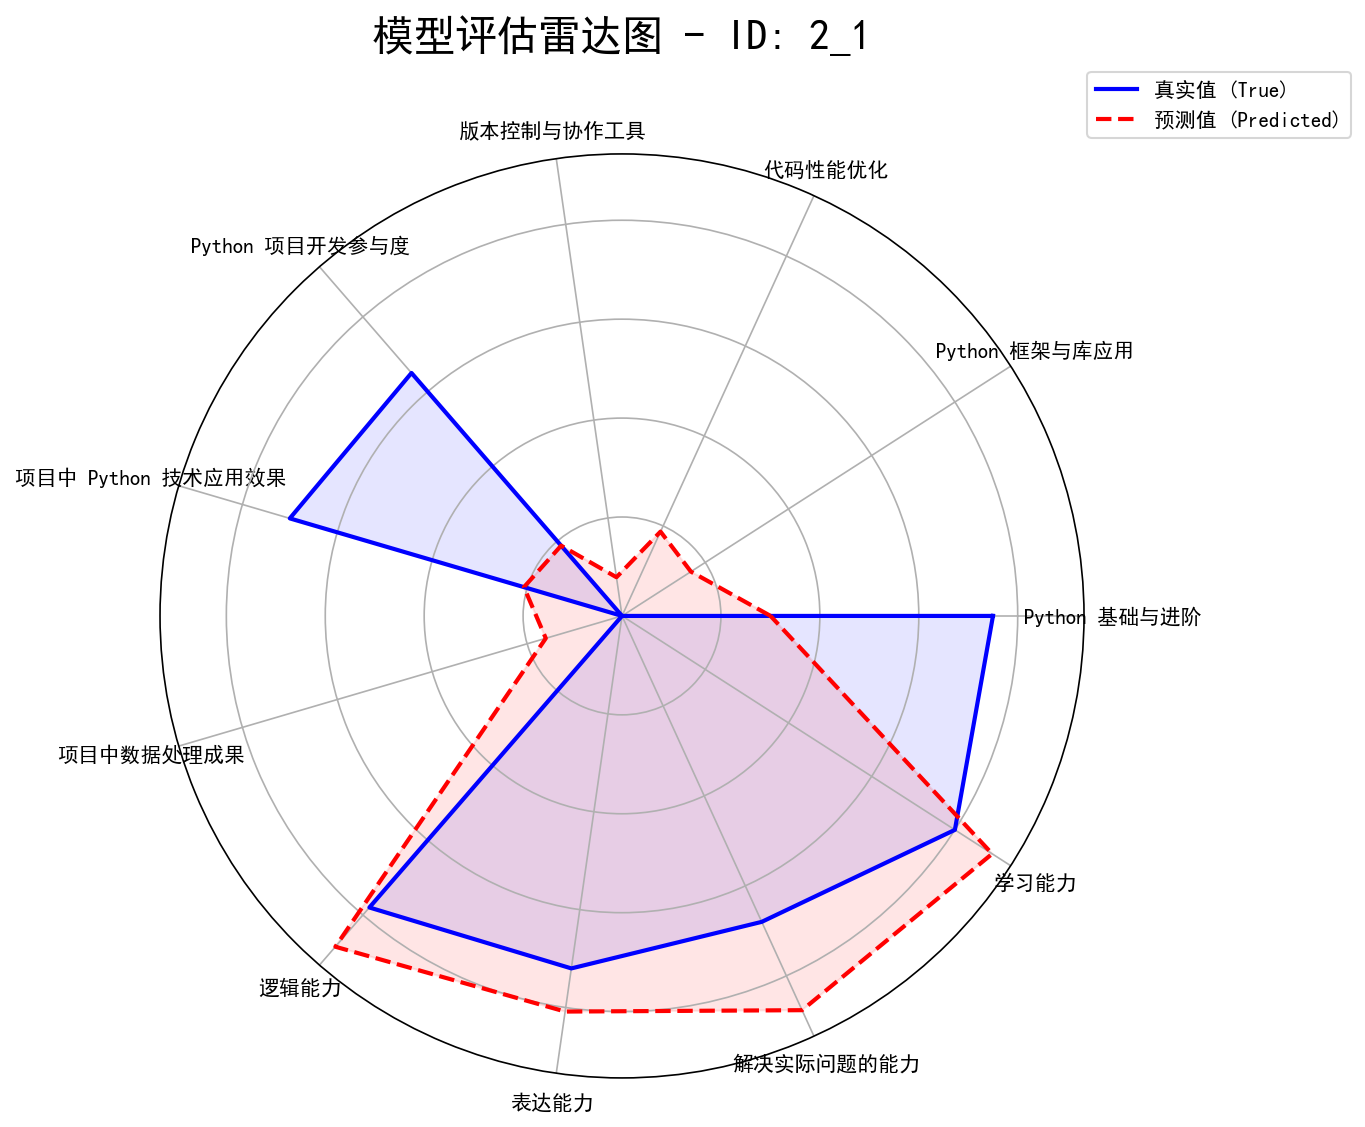 模型评估雷达图 - ID: 2_1
真实值 (True)
预测值 (Predicted)
版本控制与协作工具
代码性能优化
Python 项目开发参与度
Python 框架与库应用
项目中 Python 技术应用效果
Python 基础与进阶
项目中数据处理成果
学习能力
逻辑能力
解决实际问题的能力
表达能力